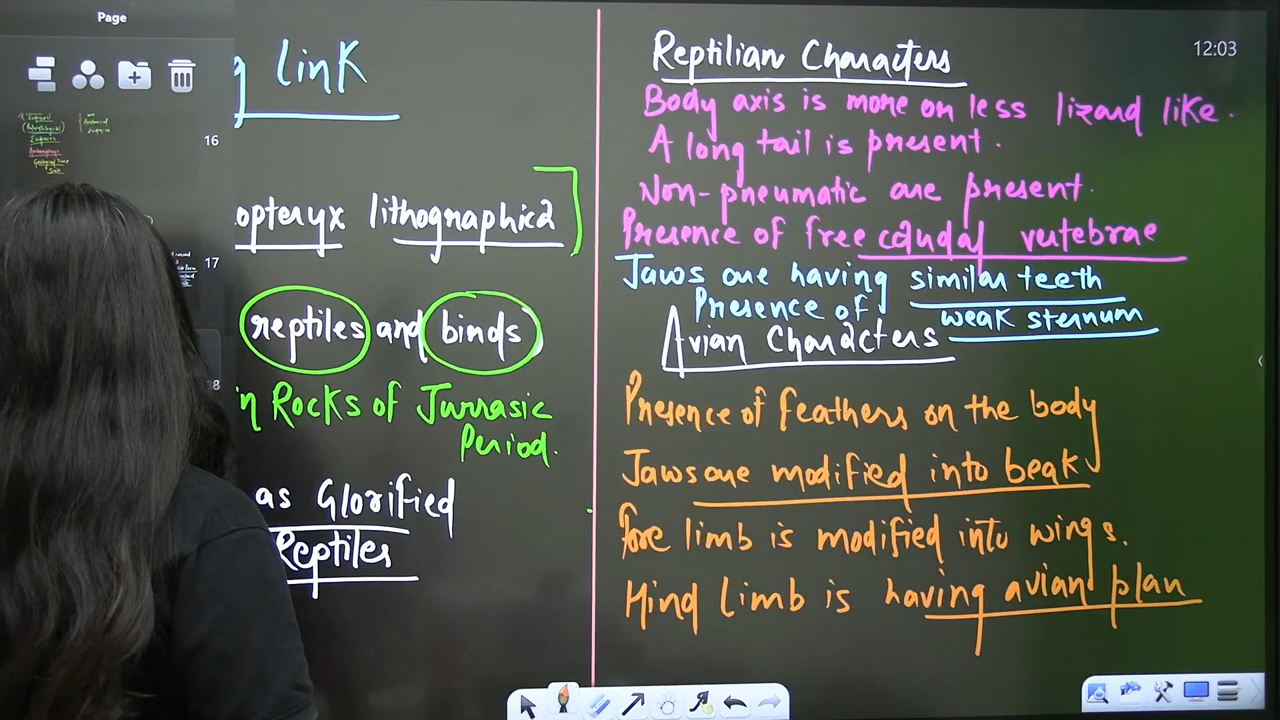 Page
16
17
g link
opteryx lithographica
reptiles and birds
in Rocks of Jurrasic
Period.
as Glorified
Reptiles
Reptilian Characters
12:03
Body axis is more or less lizard like.
A long tail is present.
Non-pneumatic are present.
Presence of free caudal vutebrae
Jaws are having similar teeth
Presence of weak sternum
Avian Characters
Presence of feathers on the body
Jaws are modified into beak
Fore limb is modified into wings.
Hind limb is having avian plan